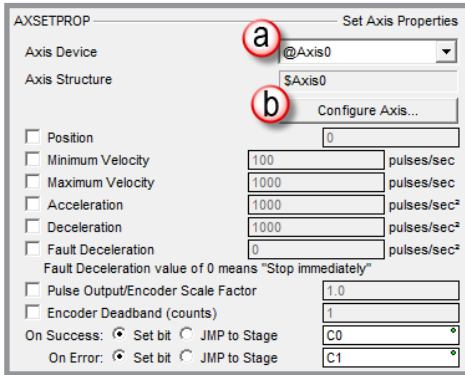 AXSETPROP Set Axis Properties
a
Axis Device @Axis0
Axis Structure $Axis0
b
Configure Axis...
Position 0
Minimum Velocity 100 pulses/sec
Maximum Velocity 1000 pulses/sec
Acceleration 1000 pulses/sec²
Deceleration 1000 pulses/sec²
Fault Deceleration 0 pulses/sec²
Fault Deceleration value of 0 means "Stop immediately"
Pulse Output/Encoder Scale Factor 1.0
Encoder Deadband (counts) 1
On Success: Set bit JMP to Stage C0
On Error: Set bit JMP to Stage C1